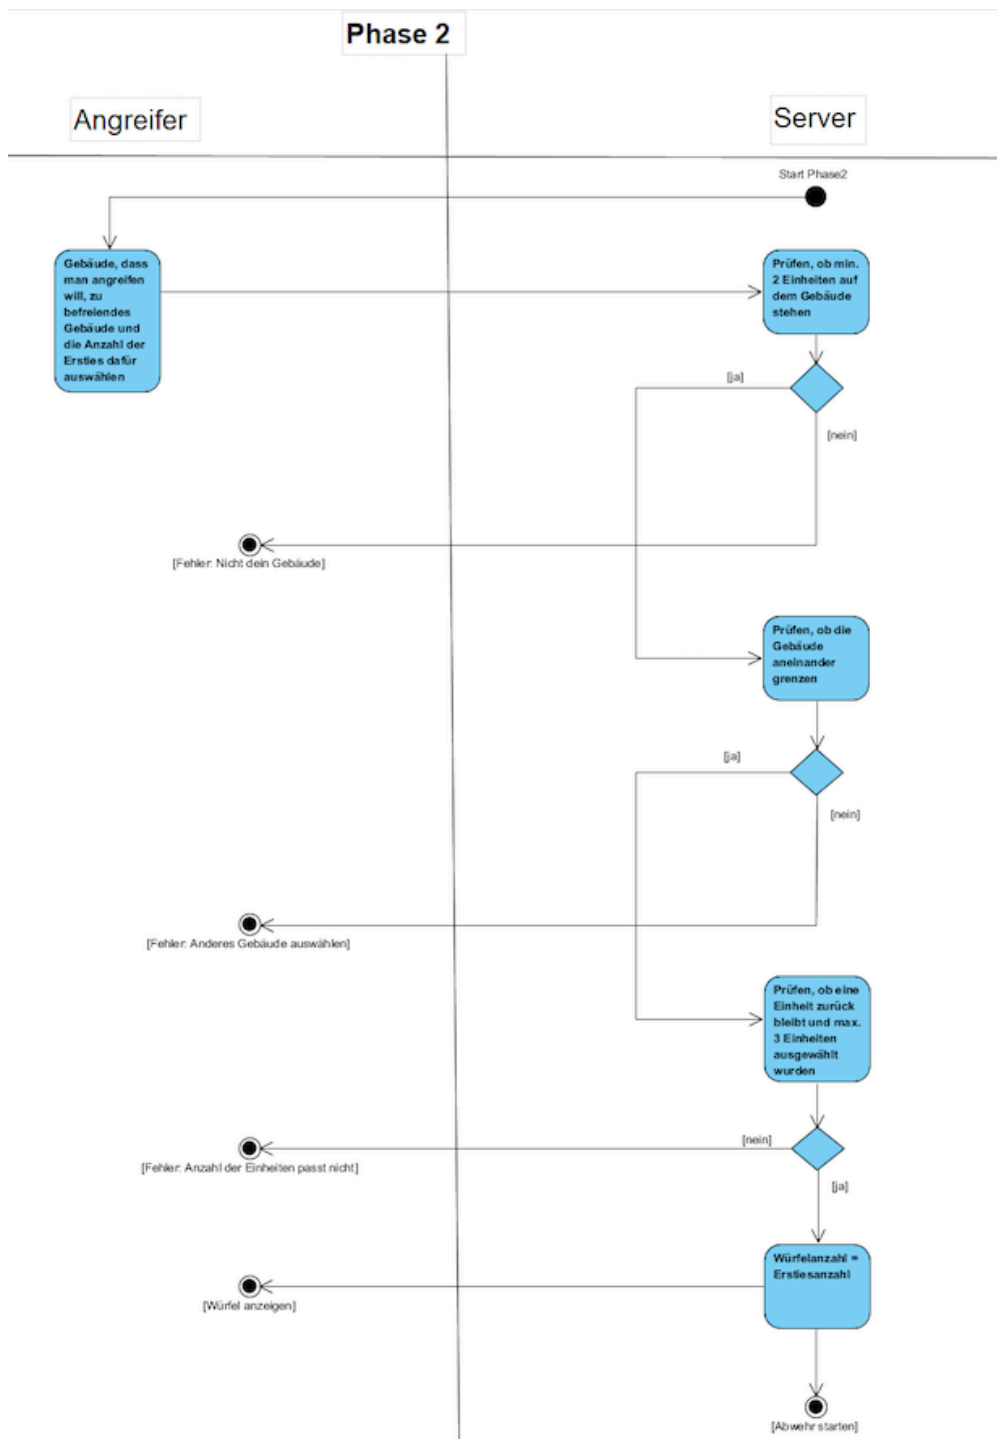 Phase 2
Angreifer
Server
Start Phase2
Gebäude, dass
man angreifen
will, zu
befreiendes
Gebäude und
die Anzahl der
Ersties dafür
auswählen
Prüfen, ob min.
2 Einheiten auf
dem Gebäude
stehen
[ja]
[nein]
[Fehler: Nicht dein Gebäude]
Prüfen, ob die
Gebäude
aneinander
grenzen
[ja]
[nein]
[Fehler: Anderes Gebäude auswählen]
Prüfen, ob eine
Einheit zurück
bleibt und max.
3 Einheiten
ausgewählt
wurden
[nein]
[Fehler: Anzahl der Einheiten passt nicht]
[ja]
Würfelanzahl =
Erstiesanzahl
[Würfel anzeigen]
[Abwehr starten]